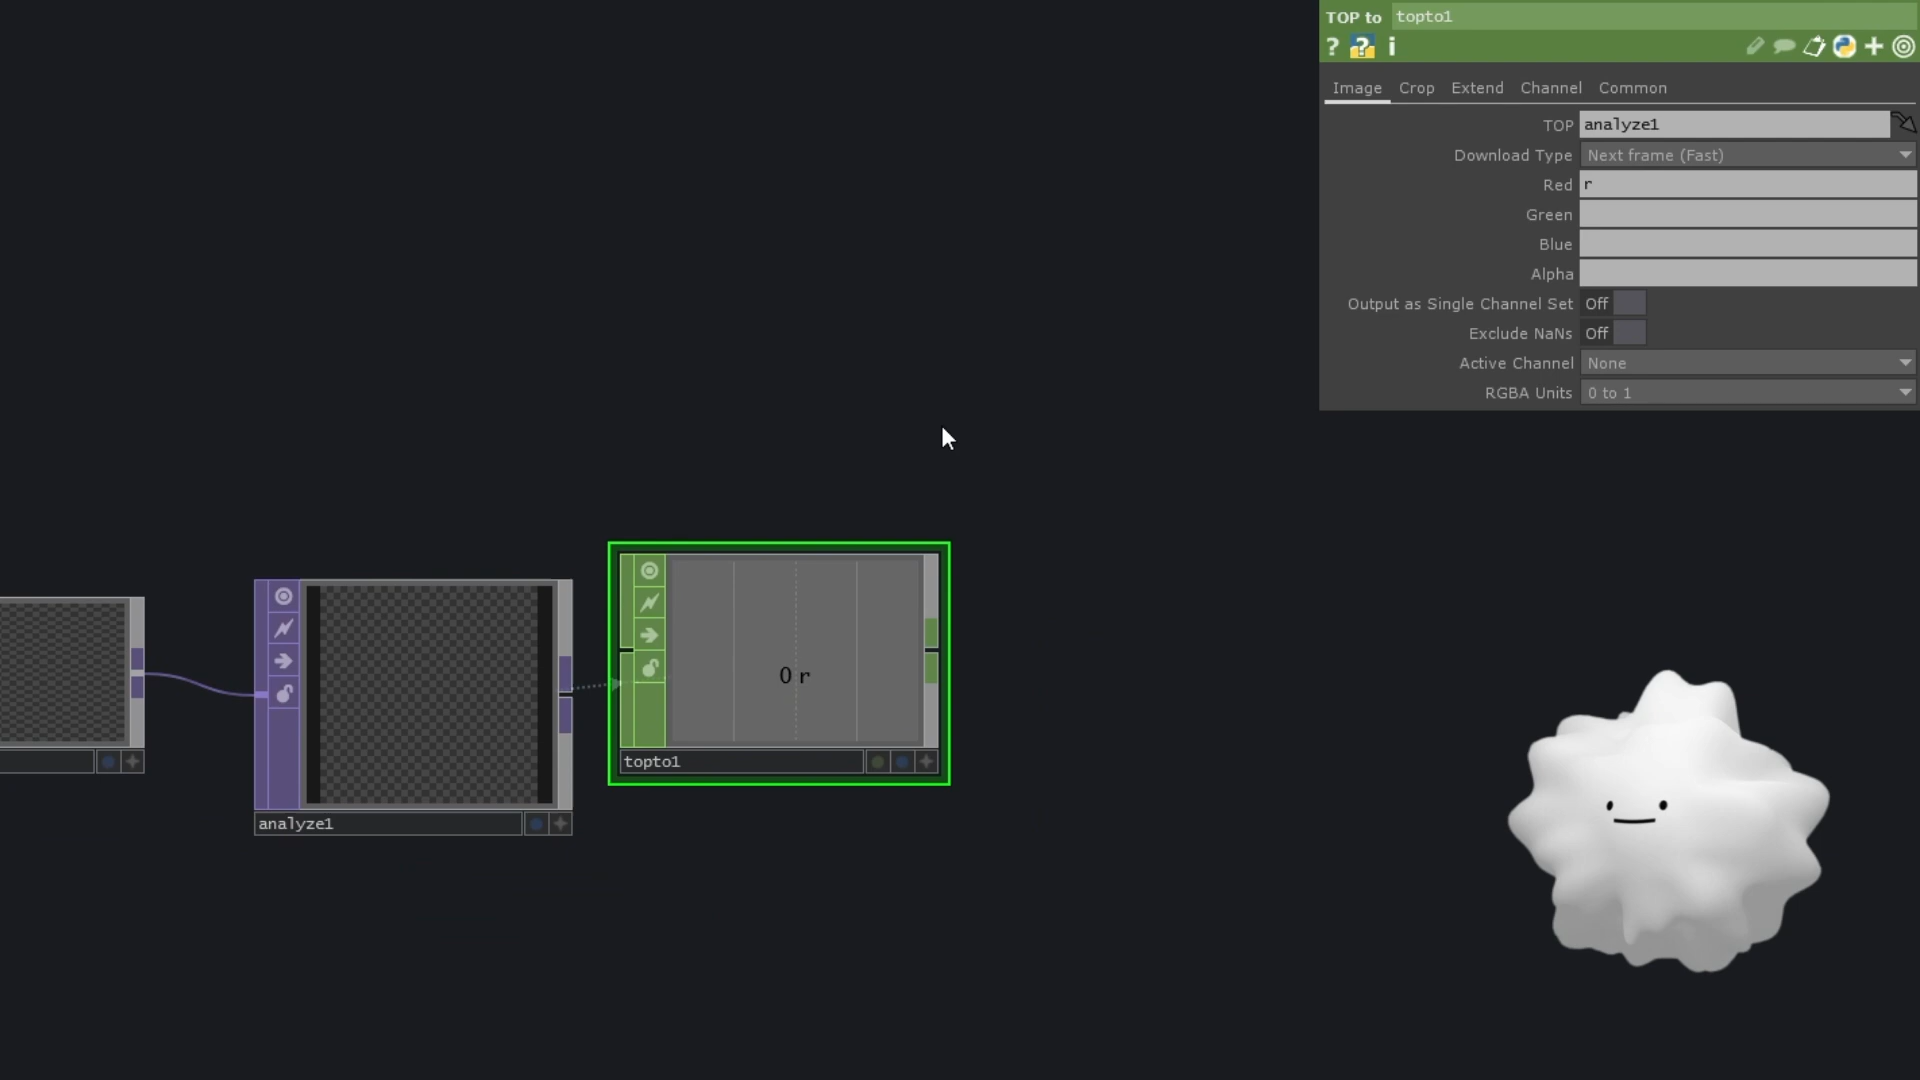 TOP to topto1
? ? i
Image Crop Extend Channel Common
TOP analyze1
Download Type Next frame (Fast)
Red r
Green
Blue
Alpha
Output as Single Channel Set Off
Exclude NaNs Off
Active Channel None
RGBA Units 0 to 1
0 r
topto1
analyze1